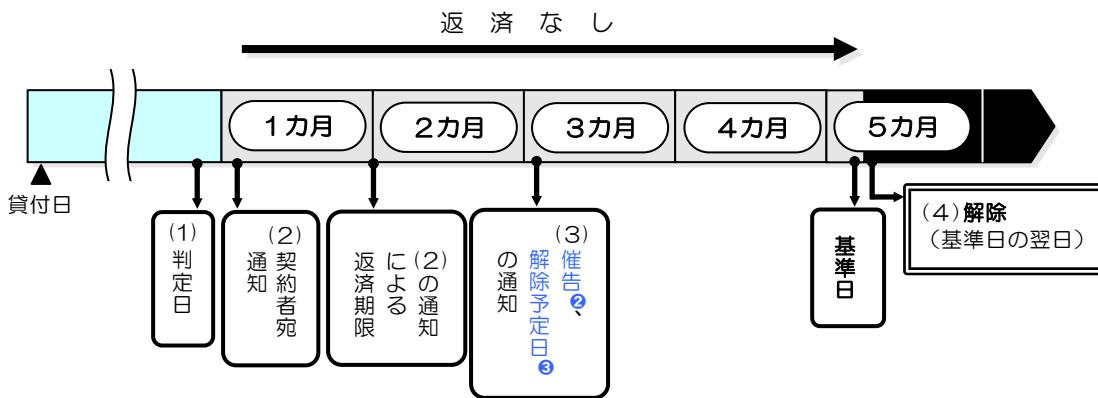 返済なし
1カ月
2カ月
3カ月
4カ月
5カ月
貸付日
(1)
判定日
(2)
契約者宛
通知
(2)の通知
による
返済期限
(3)
催告❷、
解除予定日❸
の通知
基準日
(4)解除
(基準日の翌日)